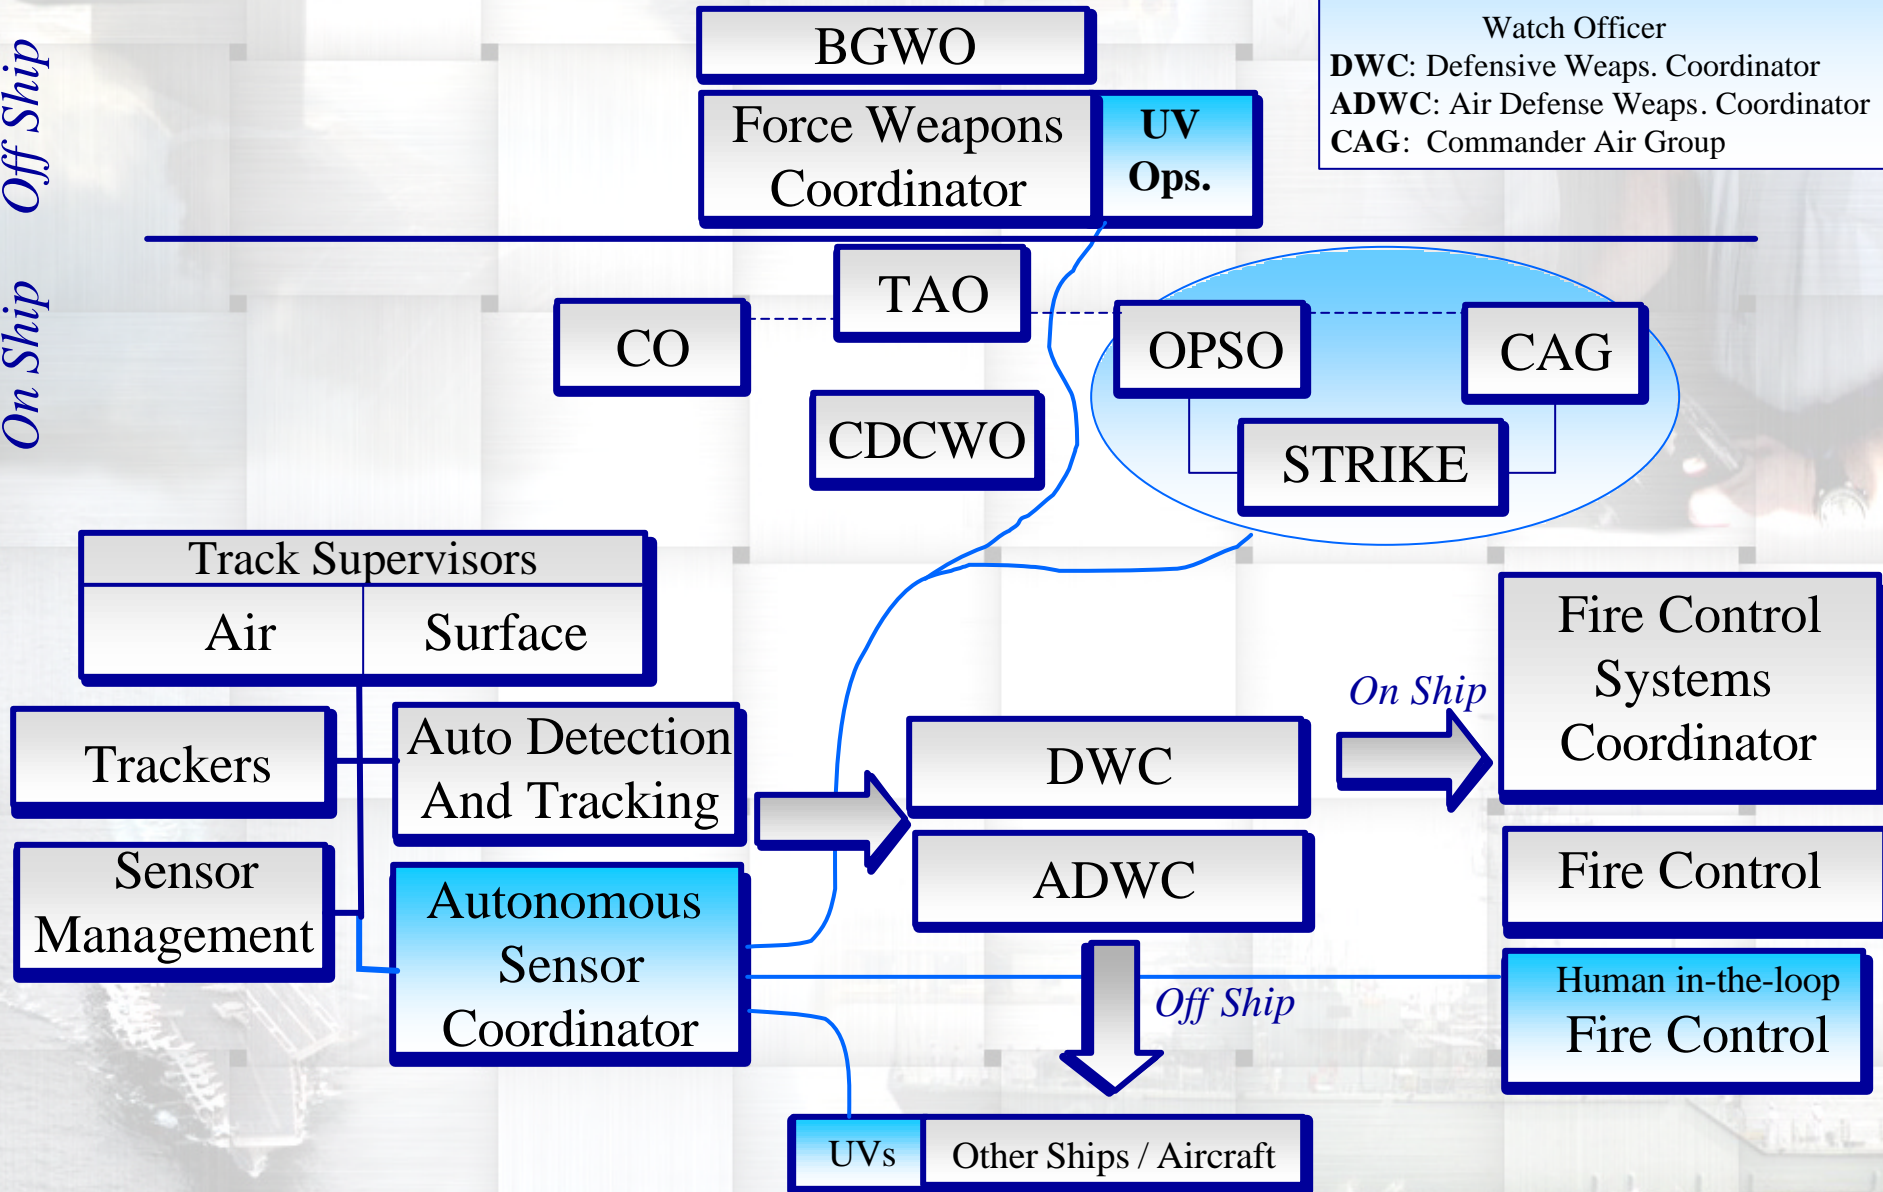 Off Ship
BGWO
Watch Officer
DWC: Defensive Weaps. Coordinator
ADWC: Air Defense Weaps. Coordinator
CAG: Commander Air Group
Force Weapons
Coordinator
UV
Ops.
On Ship
TAO
CO
OPSO
CAG
CDCWO
STRIKE
Track Supervisors
Air
Surface
Trackers
Auto Detection
And Tracking
Sensor
Management
Autonomous
Sensor
Coordinator
DWC
ADWC
On Ship
Fire Control
Systems
Coordinator
Fire Control
Human in-the-loop
Fire Control
Off Ship
UVs
Other Ships / Aircraft